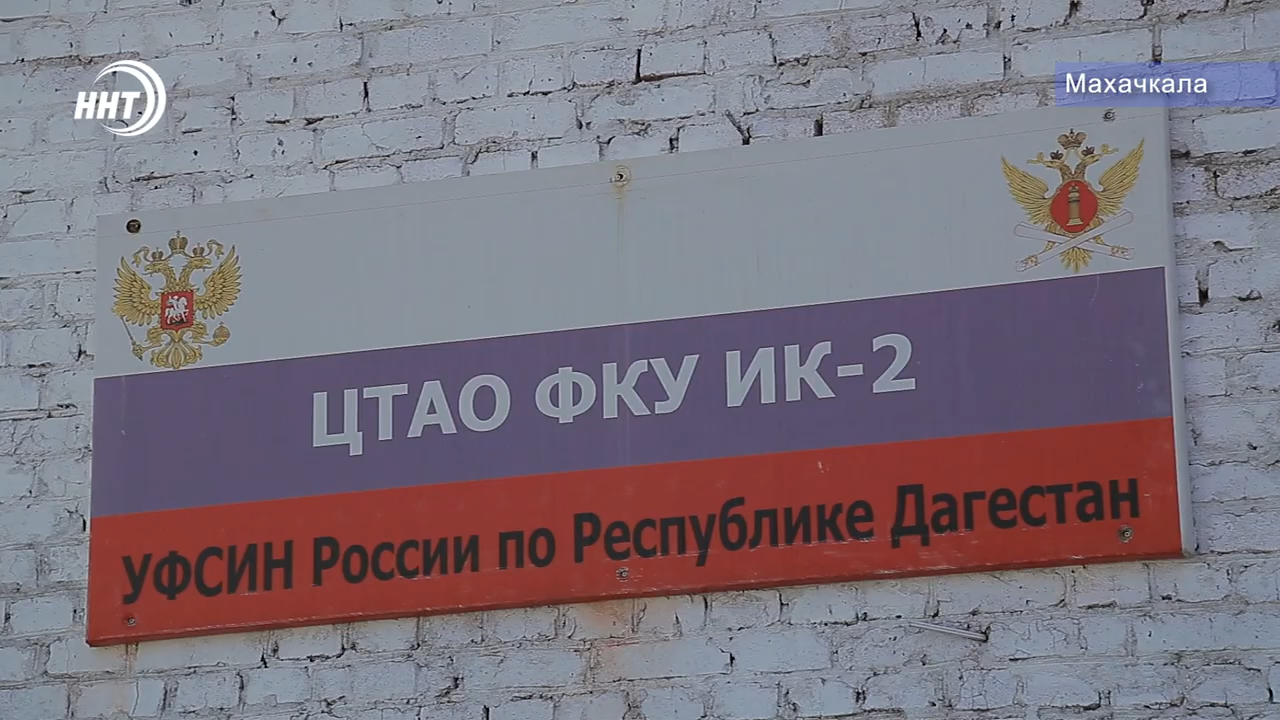 ННТ
Махачкала
ЦТАО ФКУ ИК-2
УФСИН России по Республике Дагестан